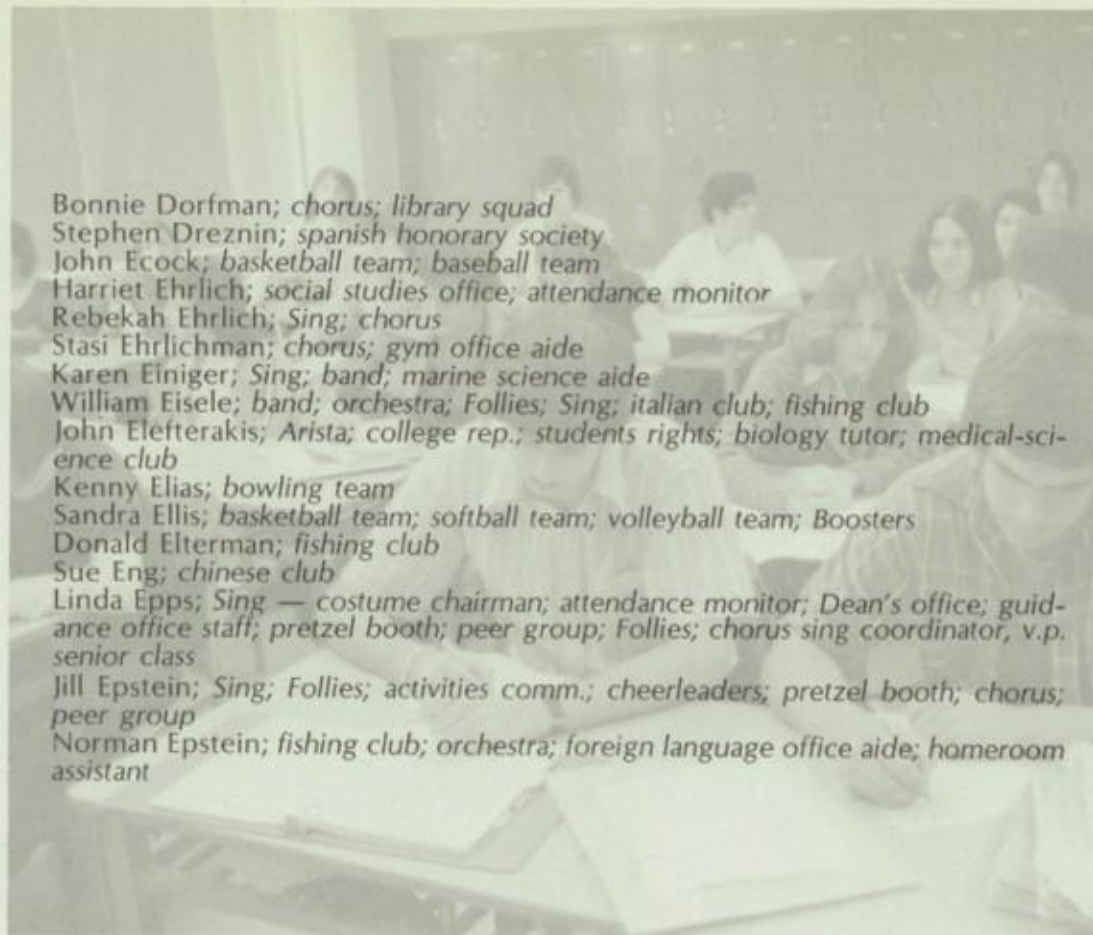 Bonnie Dorfman; chorus; library squad
Stephen Dreznin; spanish honorary society
John Ecock; basketball team; baseball team
Harriet Ehrlich; social studies office; attendance monitor
Rebekah Ehrlich; Sing; chorus
Stasi Ehrlichman; chorus; gym office aide
Karen Einiger; Sing; band; marine science aide
William Eisele; band; orchestra; Follies; Sing; italian club; fishing club
John Elefterakis; Arista; college rep.; students rights; biology tutor; medical-sci-
ence club
Kenny Elias; bowling team
Sandra Ellis; basketball team; softball team; volleyball team; Boosters
Donald Elterman; fishing club
Sue Eng; chinese club
Linda Epps; Sing — costume chairman; attendance monitor; Dean's office; guid-
ance office staff; pretzel booth; peer group; Follies; chorus sing coordinator, v.p.
senior class
Jill Epstein; Sing; Follies; activities comm.; cheerleaders; pretzel booth; chorus;
peer group
Norman Epstein; fishing club; orchestra; foreign language office aide; homeroom
assistant